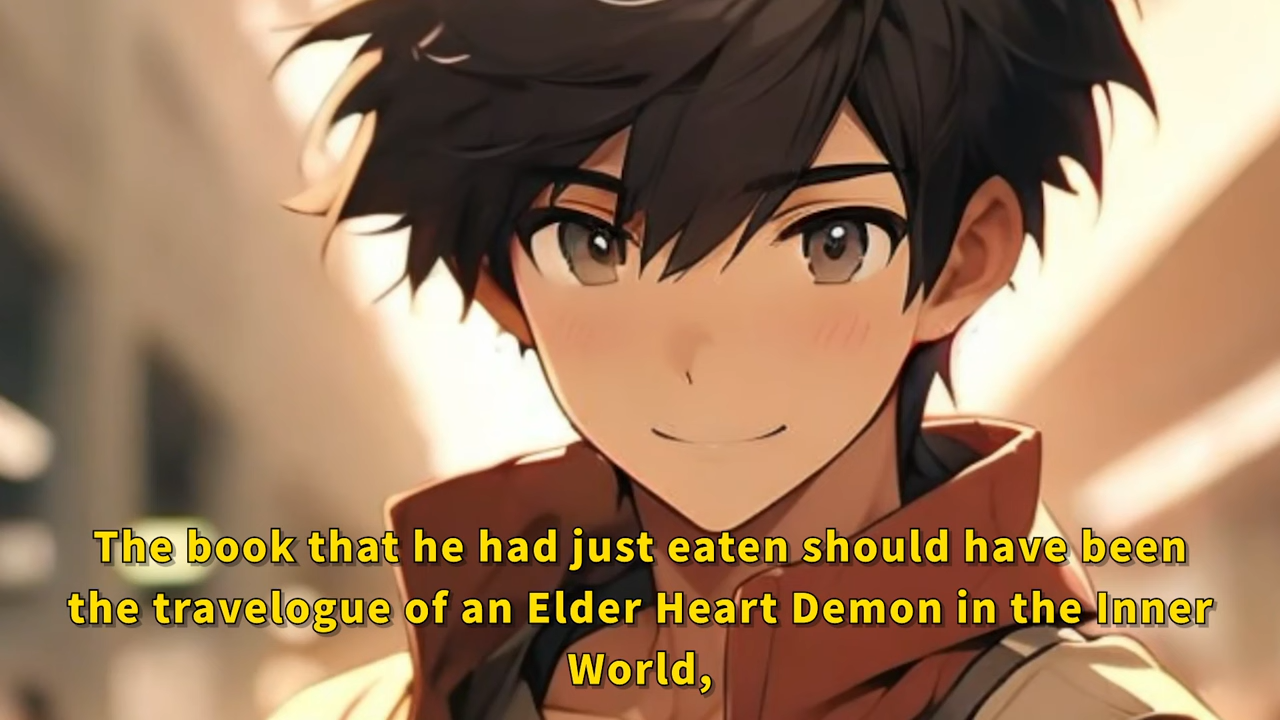 The book that he had just eaten should have been
the travelogue of an Elder Heart Demon in the Inner
World,